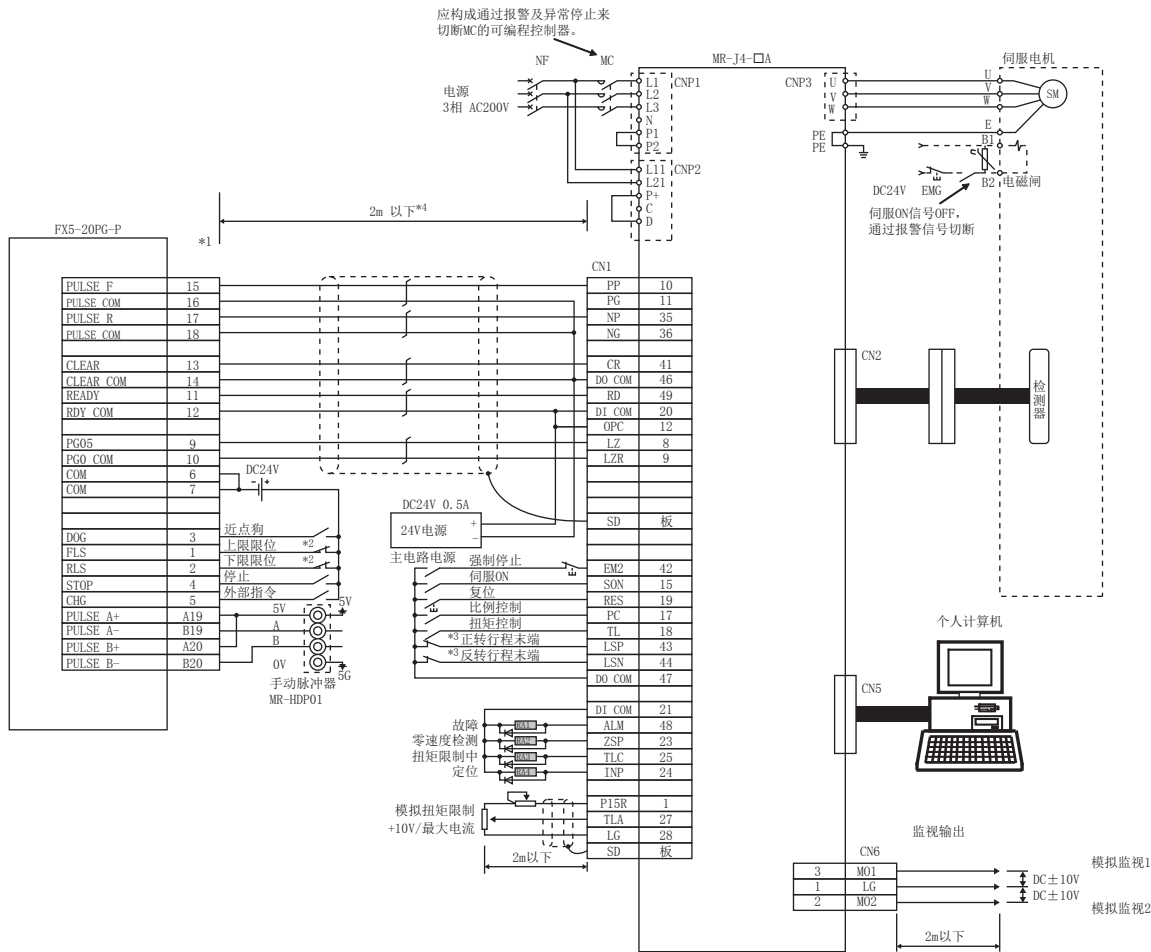 应构成通过报警及异常停止来
切断MC的可编程控制器。
NF
MC
电源
3相 AC200V
MR-J4-□A
L1
L2
L3
N
P1
P2
CNP1
L11
L21
P+
C
D
CNP2
CNP3
U
V
W
PE
PE
伺服电机
U
V
W
E
SM
B1
B2
电磁闸
DC24V
EMG
伺服ON信号OFF,
通过报警信号切断
FX5-20PG-P
*1
2m 以下*4
PULSE F 15
PULSE COM 16
PULSE R 17
PULSE COM 18
CLEAR 13
CLEAR COM 14
READY 11
RDY COM 12
PG05 9
PGO COM 10
COM 6
COM 7
DOG 3
FLS 1
RLS 2
STOP 4
CHG 5
PULSE A+ A19
PULSE A- B19
PULSE B+ A20
PULSE B- B20
DC24V
- +
近点狗
上限限位 *2
下限限位 *2
停止
外部指令
5V
5V
A
B
0V
5G
手动脉冲器
MR-HDP01
CN1
PP 10
PG 11
NP 35
NG 36
CR 41
DO COM 46
RD 49
DI COM 20
OPC 12
LZ 8
LZR 9
SD 板
EM2 42
SON 15
RES 19
PC 17
TL 18
LSP 43
LSN 44
DO COM 47
DI COM 21
ALM 48
ZSP 23
TLC 25
INP 24
P15R 1
TLA 27
LG 28
SD 板
DC24V 0.5A
24V电源
+
-
主电路电源
强制停止
伺服ON
复位
比例控制
扭矩控制
*3正转行程末端
*3反转行程末端
故障 RA1
零速度检测 RA2
扭矩限制中 RA3
定位 RA4
模拟扭矩限制
+10V/最大电流
2m以下
CN2
检测器
CN5
个人计算机
监视输出
CN6
3 MO1
1 LG
2 MO2
模拟监视1
DC±10V
DC±10V
模拟监视2
2m以下